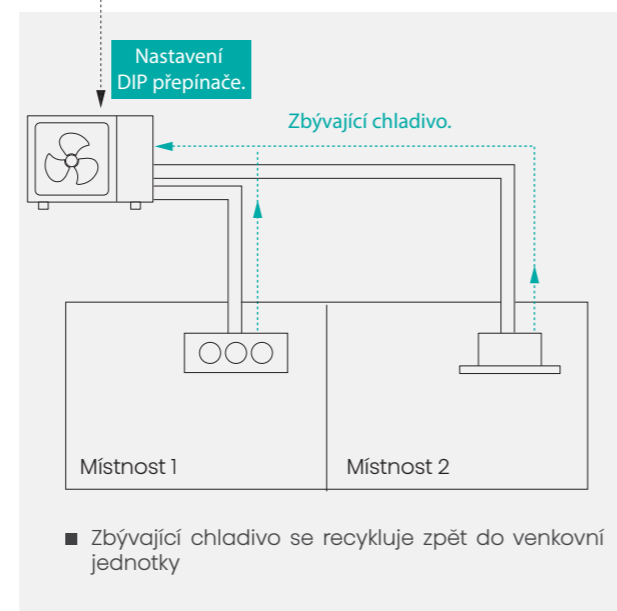 Nastavení
DIP přepínače.
Zbývající chladivo.
Místnost 1
Místnost 2
Zbývající chladivo se recykluje zpět do venkovní
jednotky